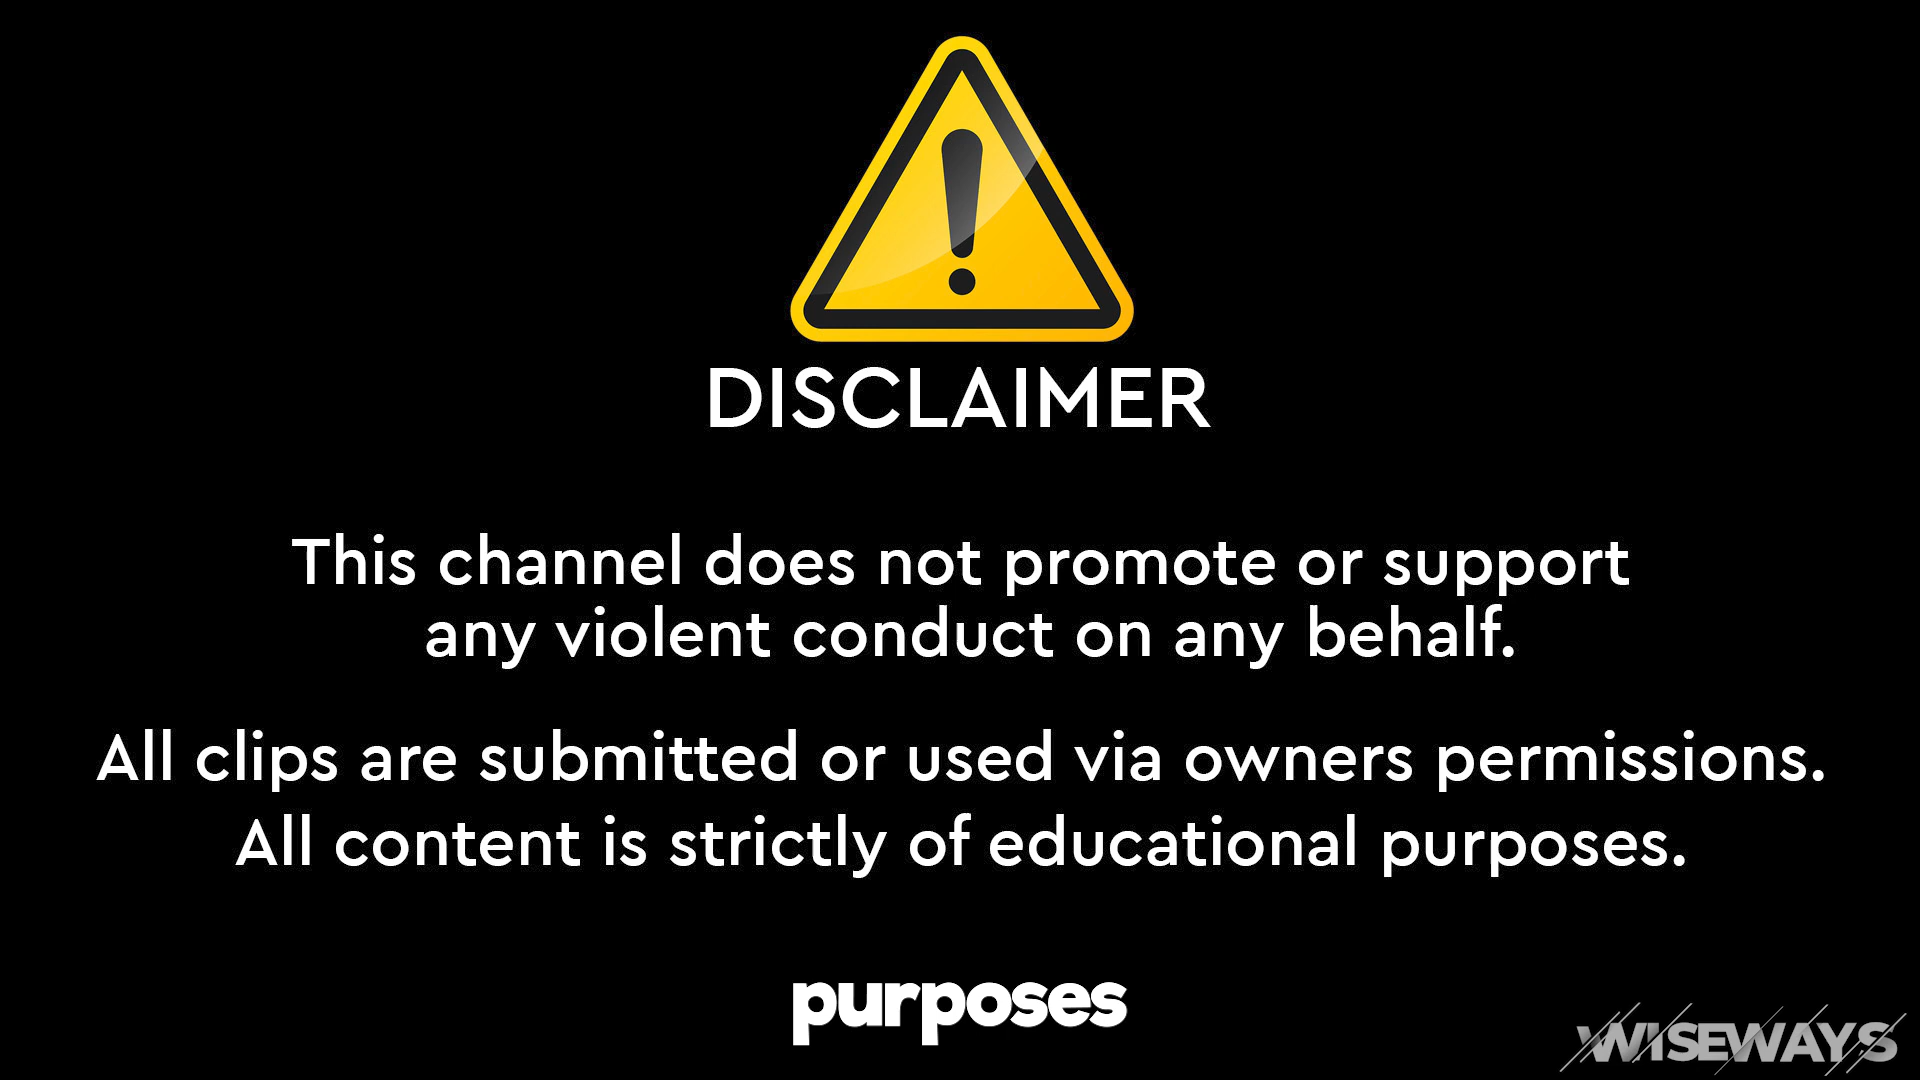 DISCLAIMER
This channel does not promote or support
any violent conduct on any behalf.
All clips are submitted or used via owners permissions.
All content is strictly of educational purposes.
purposes
WISEWAYS